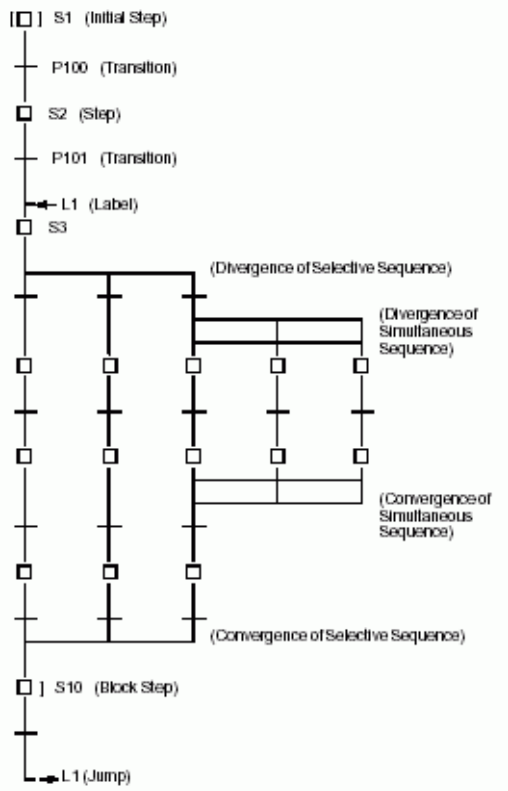 S1 (Initial Step)
P100 (Transition)
S2 (Step)
P101 (Transition)
L1 (Label)
S3
(Divergence of Selective Sequence)
(Divergence of
Simultaneous
Sequence)
(Convergence of
Simultaneous
Sequence)
(Convergence of Selective Sequence)
S10 (Block Step)
L1 (Jump)